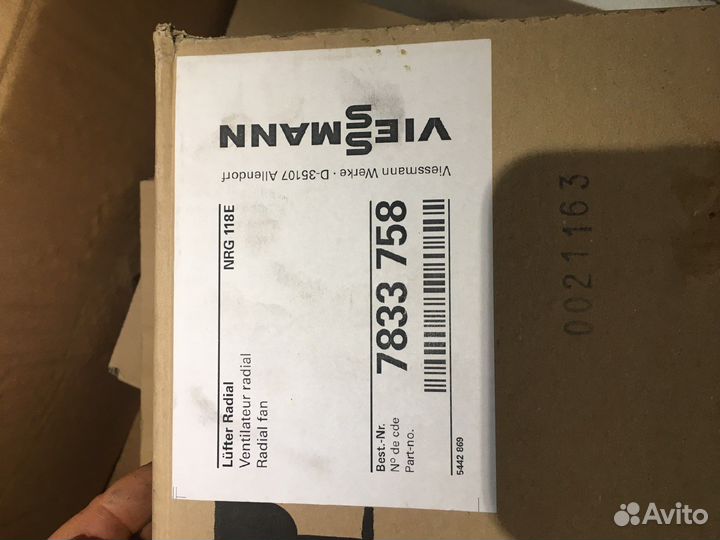 VIESSMANN
Viessmann Werke · D-35107 Allendorf
Lüfter Radial NRG 118E
Ventilateur radial
Radial fan
Best.-Nr. 7833 758
N° de cde
Part-no.
5442 869
0021163
Avito